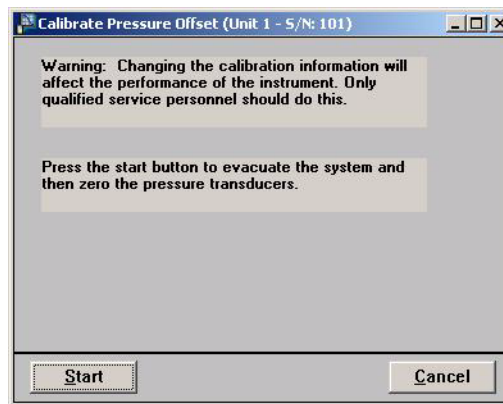 Calibrate Pressure Offset (Unit 1 - S/N: 101)
Warning: Changing the calibration information will
affect the performance of the instrument. Only
qualified service personnel should do this.
Press the start button to evacuate the system and
then zero the pressure transducers.
Start
Cancel